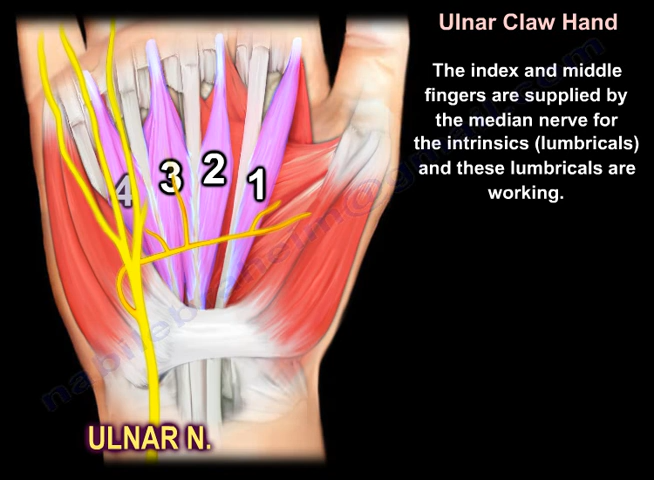 Ulnar Claw Hand
The index and middle
fingers are supplied by
the median nerve for
the intrinsics (lumbricals)
and these lumbricals are
working.
4 3 2 1
ULNAR N.